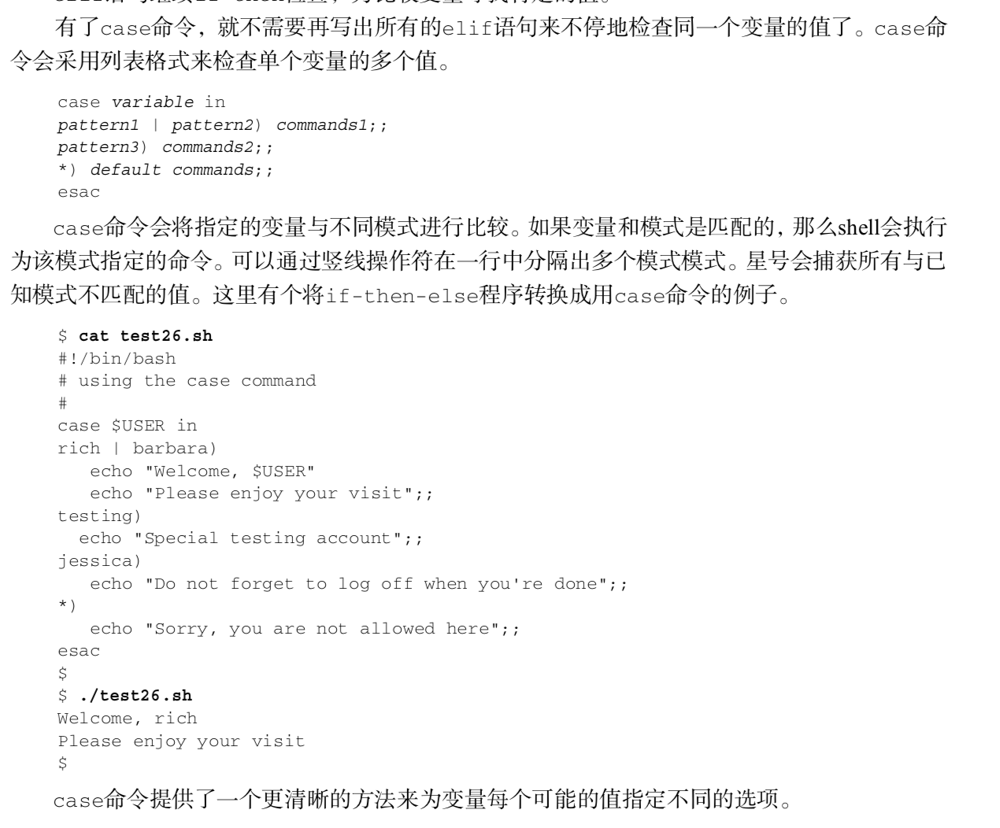 有了case命令，就不需要再写出所有的elif语句来不停地检查同一个变量的值了。case命
令会采用列表格式来检查单个变量的多个值。
case variable in
pattern1 | pattern2) commands1;;
pattern3) commands2;;
*) default commands;;
esac
case命令会将指定的变量与不同模式进行比较。如果变量和模式是匹配的，那么shell会执行
为该模式指定的命令。可以通过竖线操作符在一行中分隔出多个模式模式。星号会捕获所有与已
知模式不匹配的值。这里有个将if-then-else程序转换成用case命令的例子。
$ cat test26.sh
#!/bin/bash
# using the case command
#
case $USER in
rich | barbara)
   echo "Welcome, $USER"
   echo "Please enjoy your visit";;
testing)
  echo "Special testing account";;
jessica)
   echo "Do not forget to log off when you're done";;
*)
   echo "Sorry, you are not allowed here";;
esac
$
$ ./test26.sh
Welcome, rich
Please enjoy your visit
$
case命令提供了一个更清晰的方法来为变量每个可能的值指定不同的选项。